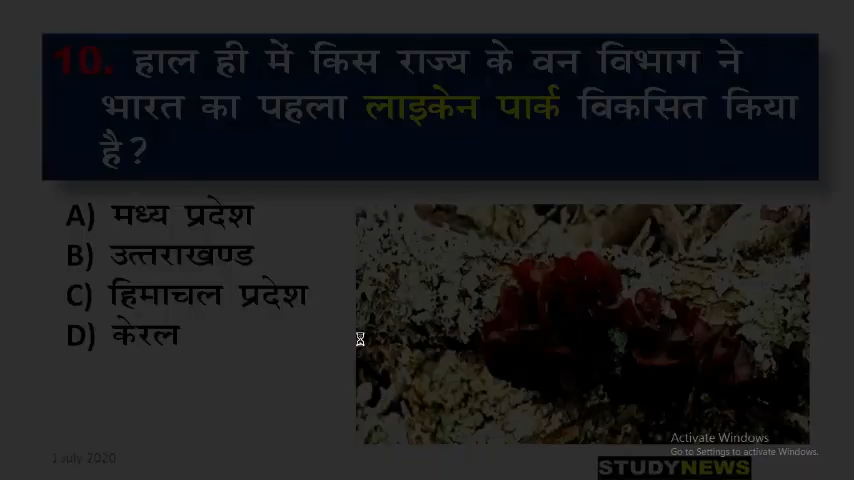 10. हाल ही में किस राज्य के वन विभाग ने
भारत का पहला लाइकेन पार्क विकसित किया
है?
A) मध्य प्रदेश
B) उत्तराखण्ड
C) हिमाचल प्रदेश
D) केरल
Activate Windows
Go to Settings to activate Windows.
1 July 2020
STUDYNEWS